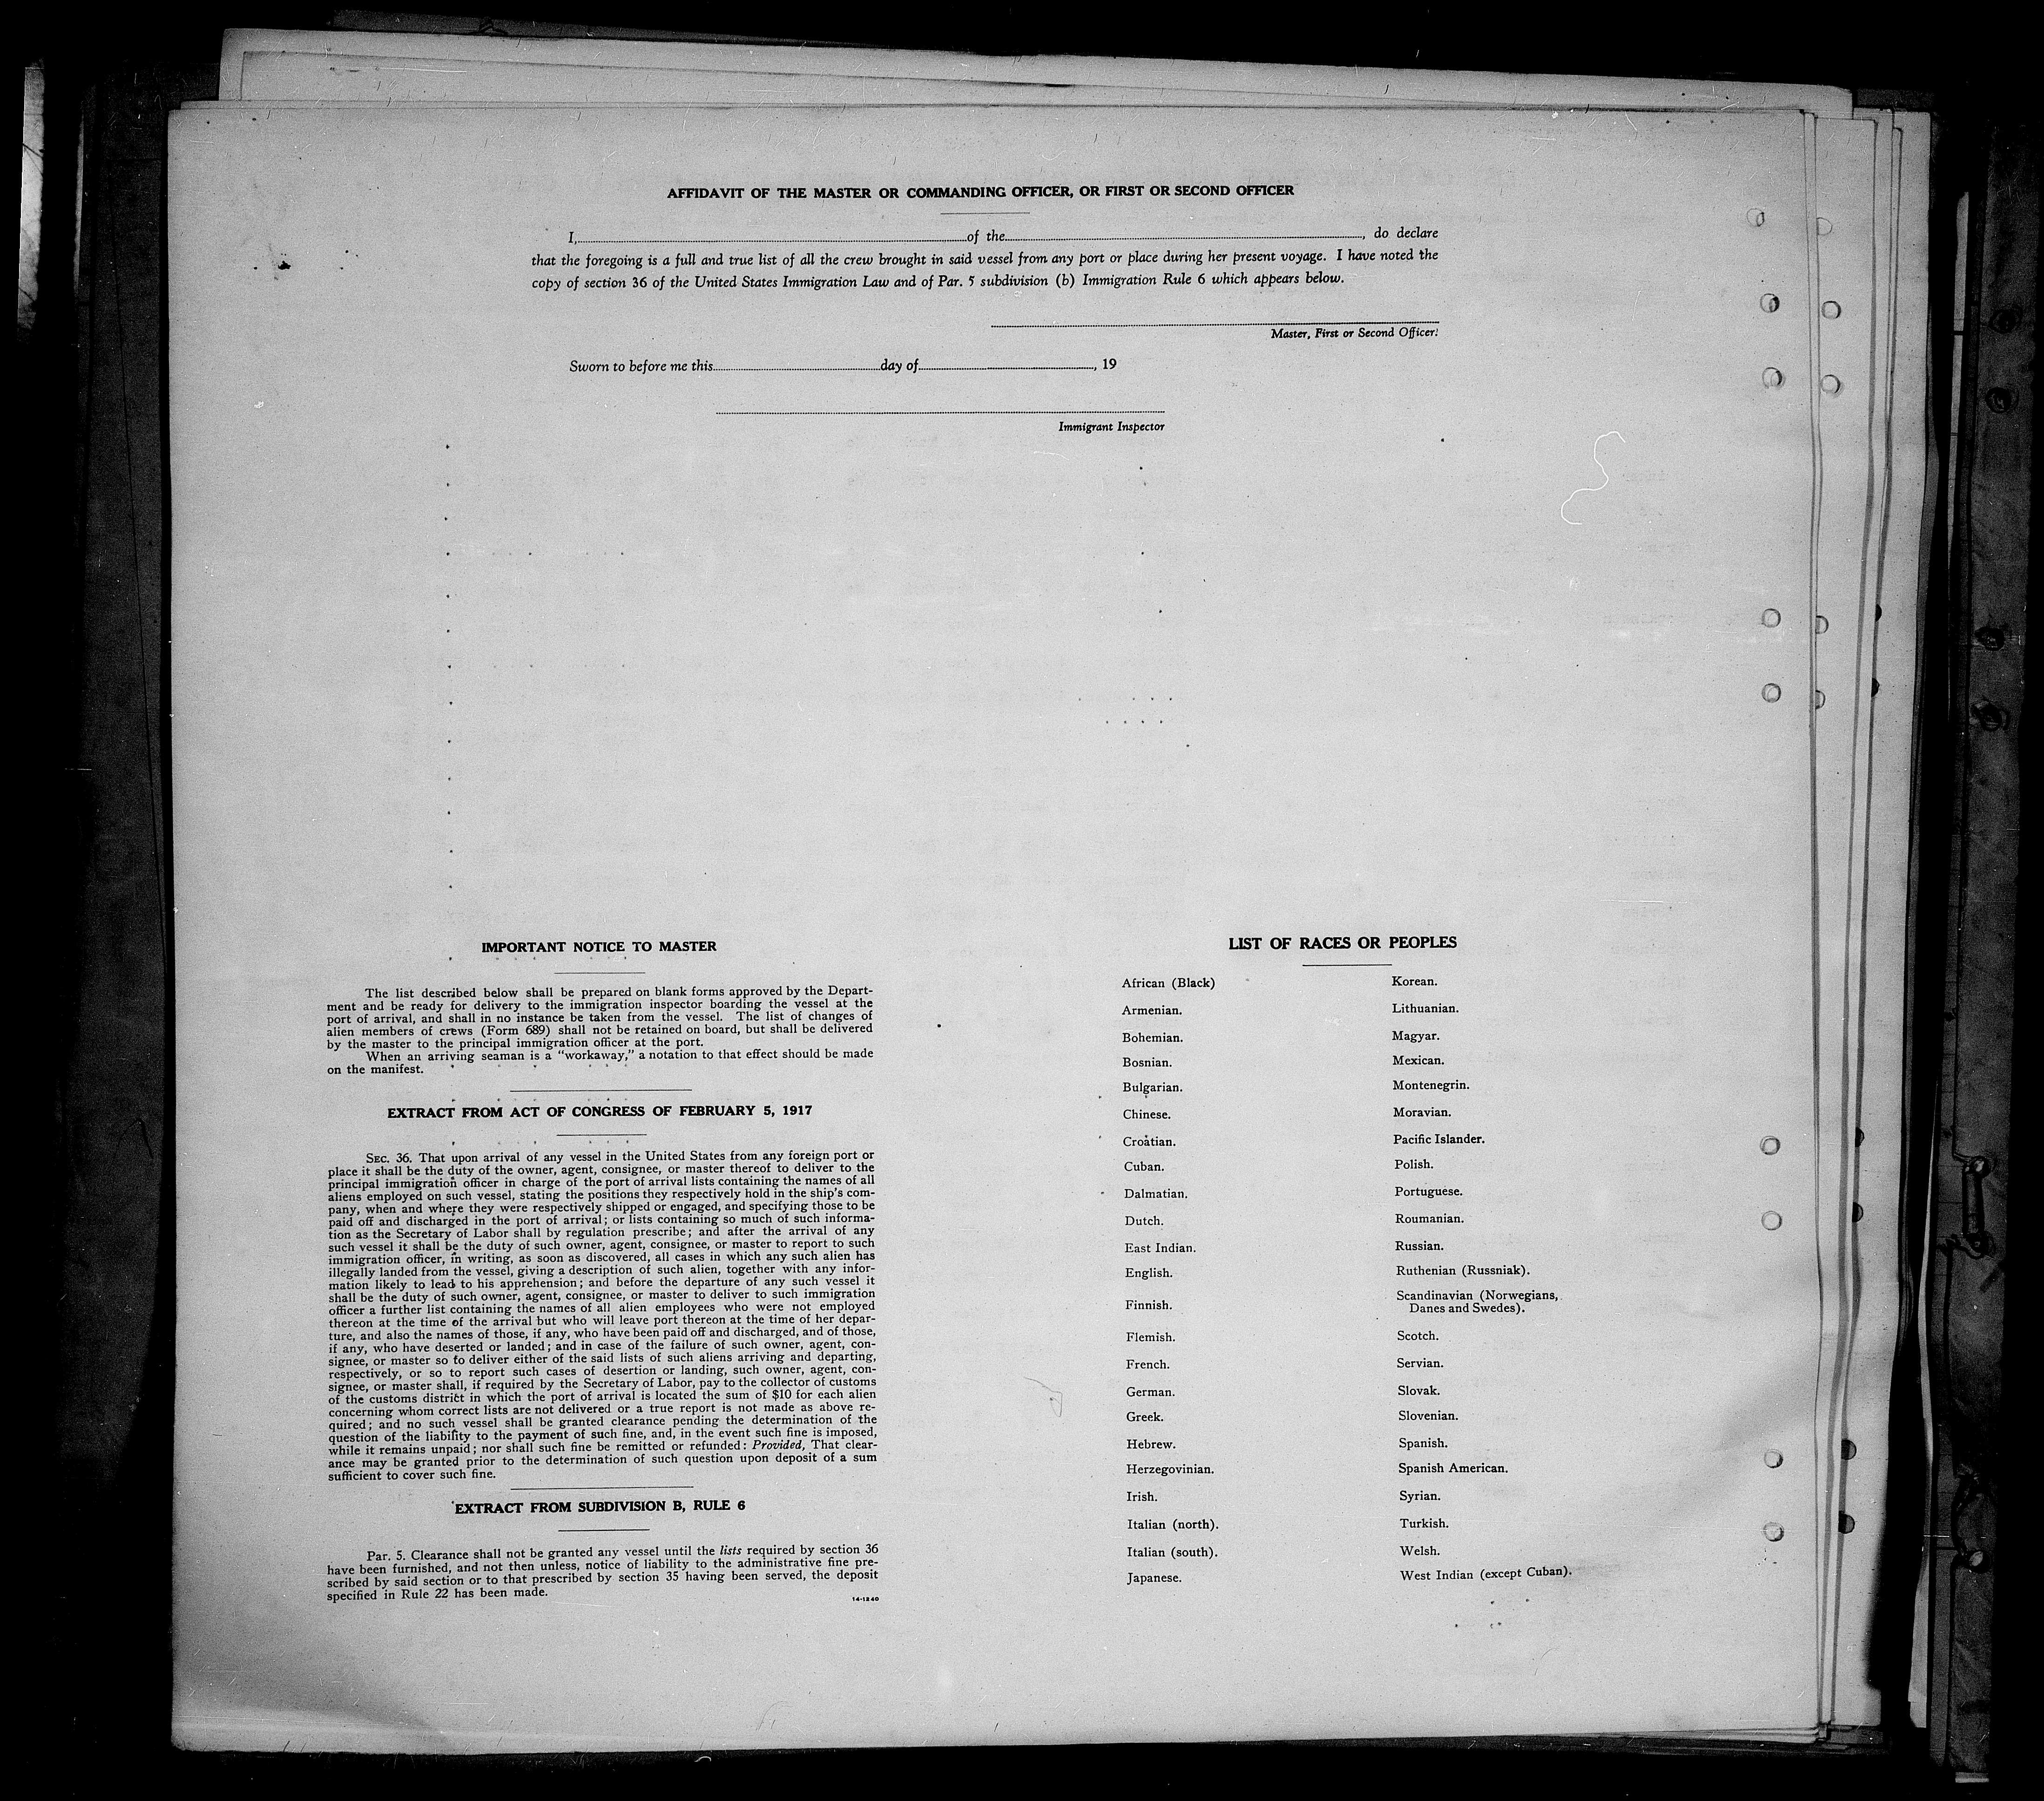 AFFIDAVIT OF THE MASTER OR COMMANDING OFFICER, OR FIRST OR SECOND OFFICER
I, of the , do declare
that the foregoing is a full and true list of all the crew brought in said vessel from any port or place during her present voyage. I have noted the
copy of section 36 of the United States Immigration Law and of Par. 5 subdivision (b) Immigration Rule 6 which appears below.
Master, First or Second Officer.
Sworn to before me this day of , 19
Immigrant Inspector
IMPORTANT NOTICE TO MASTER
The list described below shall be prepared on blank forms approved by the Depart-
ment and be ready for delivery to the immigration inspector boarding the vessel at the
port of arrival, and shall in no instance be taken from the vessel. The list of changes of
alien members of crews (Form 689) shall not be retained on board, but shall be delivered
by the master to the principal immigration officer at the port.
When an arriving seaman is a "workaway," a notation to that effect should be made
on the manifest.
EXTRACT FROM ACT OF CONGRESS OF FEBRUARY 5, 1917
SEC. 36. That upon arrival of any vessel in the United States from any foreign port or
place it shall be the duty of the owner, agent, consignee, or master thereof to deliver to the
principal immigration officer in charge of the port of arrival lists containing the names of all
aliens employed on such vessel, stating the positions they respectively hold in the ship's com-
pany, when and where they were respectively shipped or engaged, and specifying those to be
paid off and discharged in the port of arrival; or lists containing so much of such informa-
tion as the Secretary of Labor shall by regulation prescribe; and after the arrival of any
such vessel it shall be the duty of such owner, agent, consignee, or master to report to such
immigration officer, in writing, as soon as discovered, all cases in which any such alien has
illegally landed from the vessel, giving a description of such alien, together with any infor-
mation likely to lead to his apprehension; and before the departure of any such vessel it
shall be the duty of such owner, agent, consignee, or master to deliver to such immigration
officer a further list containing the names of all alien employees who were not employed
thereon at the time of the arrival but who will leave port thereon at the time of her depar-
ture, and also the names of those, if any, who have been paid off and discharged, and of those,
if any, who have deserted or landed; and in case of the failure of such owner, agent, con-
signee, or master so to deliver either of the said lists of such aliens arriving and departing,
respectively, or so to report such cases of desertion or landing, such owner, agent, con-
signee, or master shall, if required by the Secretary of Labor, pay to the collector of customs
of the customs district in which the port of arrival is located the sum of $10 for each alien
concerning whom correct lists are not delivered or a true report is not made as above re-
quired; and no such vessel shall be granted clearance pending the determination of the
question of the liability to the payment of such fine, and, in the event such fine is imposed,
while it remains unpaid; nor shall such fine be remitted or refunded: Provided, That clear-
ance may be granted prior to the determination of such question upon deposit of a sum
sufficient to cover such fine.
EXTRACT FROM SUBDIVISION B, RULE 6
Par. 5. Clearance shall not be granted any vessel until the lists required by section 36
have been furnished, and not then unless, notice of liability to the administrative fine pre-
scribed by said section or to that prescribed by section 35 having been served, the deposit
specified in Rule 22 has been made.
14-1240
LIST OF RACES OR PEOPLES
African (Black)
Armenian.
Bohemian.
Bosnian.
Bulgarian.
Chinese.
Croatian.
Cuban.
Dalmatian.
Dutch.
East Indian.
English.
Finnish.
Flemish.
French.
German.
Greek.
Hebrew.
Herzegovinian.
Irish.
Italian (north).
Italian (south).
Japanese.
Korean.
Lithuanian.
Magyar.
Mexican.
Montenegrin.
Moravian.
Pacific Islander.
Polish.
Portuguese.
Roumanian.
Russian.
Ruthenian (Russniak).
Scandinavian (Norwegians,
Danes and Swedes).
Scotch.
Servian.
Slovak.
Slovenian.
Spanish.
Spanish American.
Syrian.
Turkish.
Welsh.
West Indian (except Cuban).